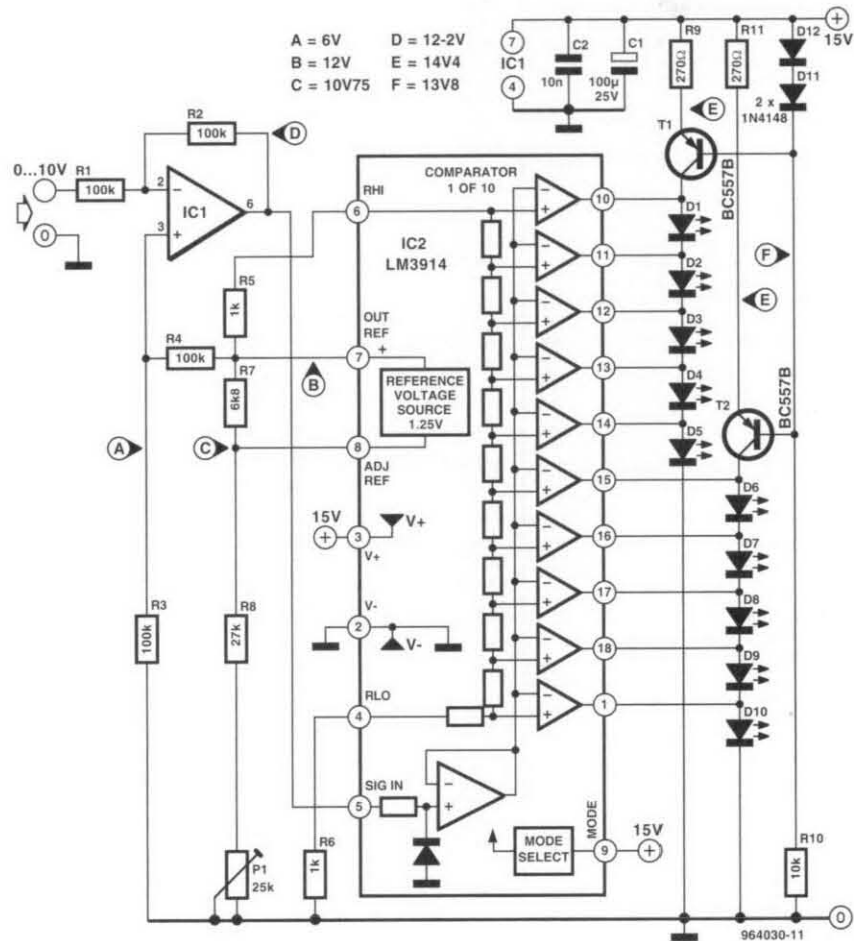 A = 6V D = 12-2V
B = 12V E = 14V4
C = 10V75 F = 13V8
7
IC1
4
C2
10n
C1
100µ
25V
R9
270Ω
R11
270Ω
D12
D11
+
15V
2 x
1N4148
E
T1
BC557B
R2
100k
D
0...10V
R1
100k
2
−
IC1
6
3
+
0
RHI
6
COMPARATOR
1 OF 10
IC2
LM3914
R5
1k
R4
100k
OUT
REF
7
+
B
R7
6k8
REFERENCE
VOLTAGE
SOURCE
1.25V
A
C
8
ADJ
REF
15V
+
3
V+
V+
R3
100k
R8
27k
V-
2
V-
RLO
4
SIG IN
5
R6
1k
P1
25k
−
+
MODE
SELECT
MODE
9
15V
+
−
+
10
D1
−
+
11
D2
−
+
12
D3
−
+
13
D4
−
+
14
D5
−
+
15
D6
−
+
16
D7
−
+
17
D8
−
+
18
D9
−
+
1
D10
F
E
T2
BC557B
R10
10k
0
964030-11